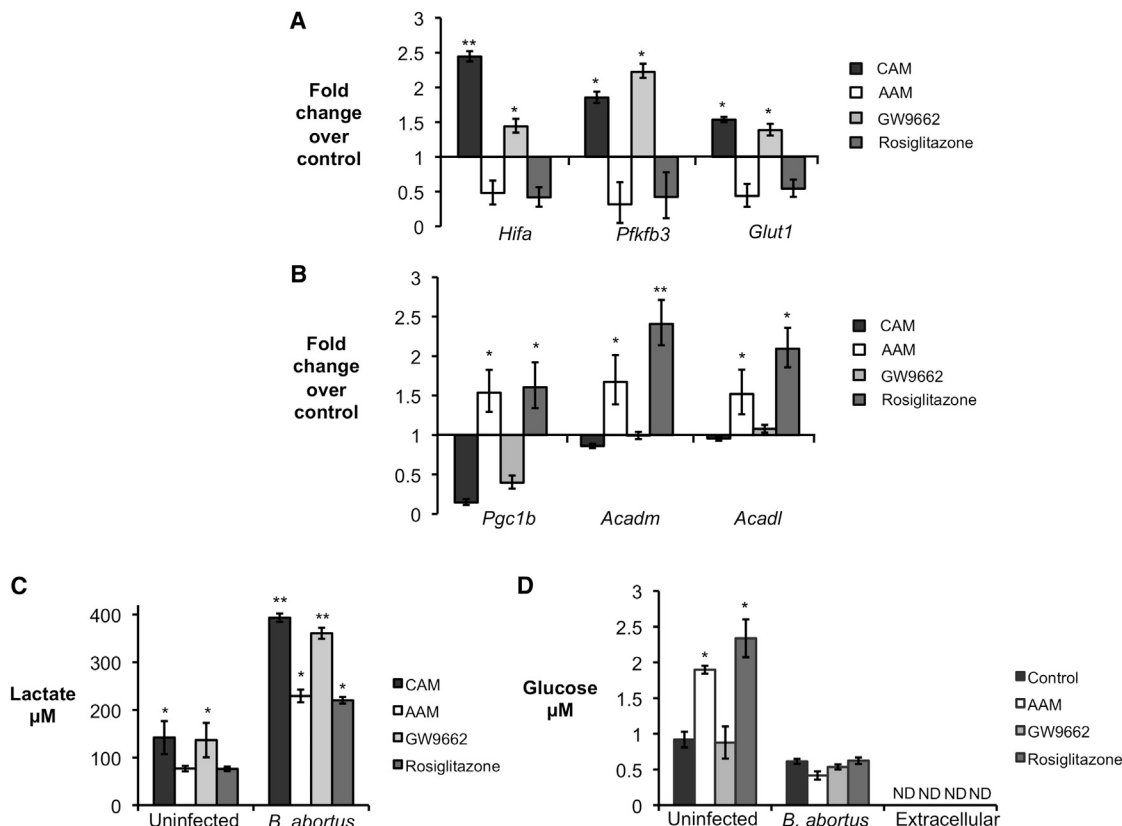 A
Fold
change
over
control
3
2.5
2
1.5
1
0.5
0
**
*
*
*
*
*
Hifa
Pfkfb3
Glut1
CAM
AAM
GW9662
Rosiglitazone
B
Fold
change
over
control
3
2.5
2
1.5
1
0.5
0
*
*
*
**
*
*
Pgc1b
Acadm
Acadl
CAM
AAM
GW9662
Rosiglitazone
C
Lactate
μM
400
300
200
100
0
*
*
**
*
**
*
Uninfected
B. abortus
CAM
AAM
GW9662
Rosiglitazone
D
Glucose
μM
3
2.5
2
1.5
1
0.5
0
*
*
ND ND ND ND
Uninfected
B. abortus
Extracellular
Control
AAM
GW9662
Rosiglitazone